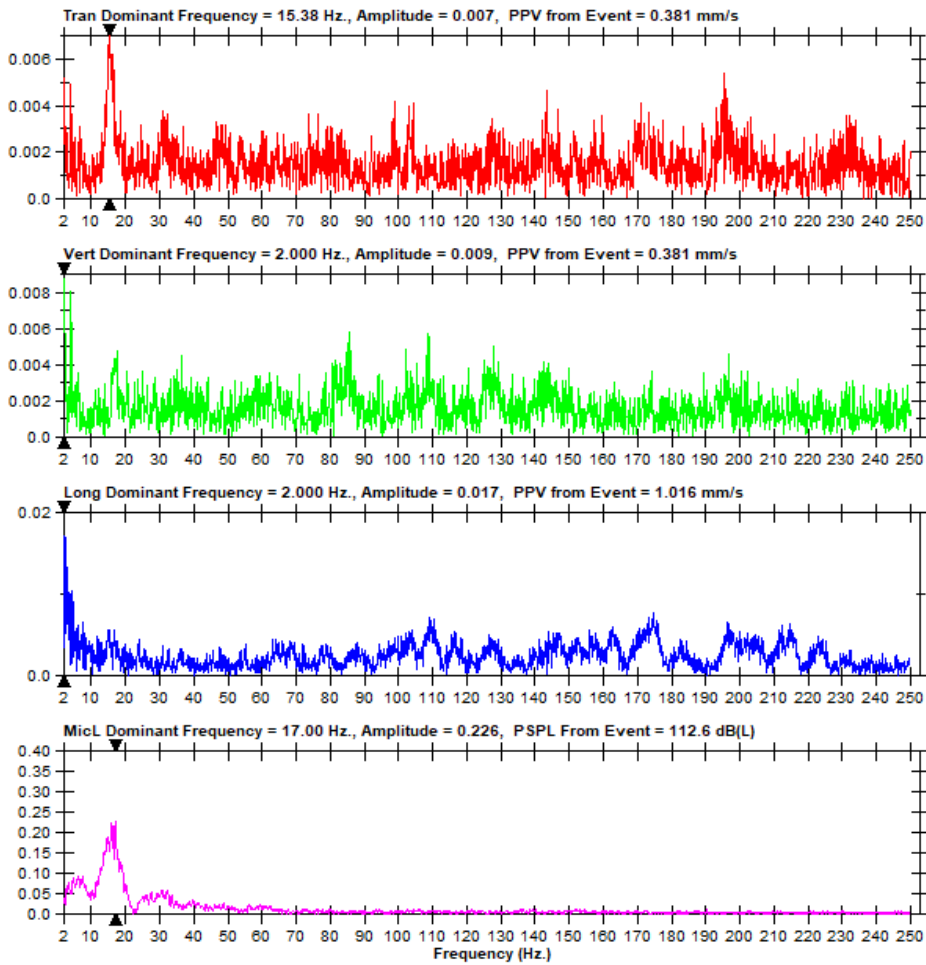 Tran Dominant Frequency = 15.38 Hz., Amplitude = 0.007, PPV from Event = 0.381 mm/s
0.006
0.004
0.002
0.0
2 10 20 30 40 50 60 70 80 90 100 110 120 130 140 150 160 170 180 190 200 210 220 230 240 250
Vert Dominant Frequency = 2.000 Hz., Amplitude = 0.009, PPV from Event = 0.381 mm/s
0.008
0.006
0.004
0.002
0.0
2 10 20 30 40 50 60 70 80 90 100 110 120 130 140 150 160 170 180 190 200 210 220 230 240 250
Long Dominant Frequency = 2.000 Hz., Amplitude = 0.017, PPV from Event = 1.016 mm/s
0.02
0.0
2 10 20 30 40 50 60 70 80 90 100 110 120 130 140 150 160 170 180 190 200 210 220 230 240 250
MicL Dominant Frequency = 17.00 Hz., Amplitude = 0.226, PSPL From Event = 112.6 dB(L)
0.40
0.35
0.30
0.25
0.20
0.15
0.10
0.05
0.0
2 10 20 30 40 50 60 70 80 90 100 110 120 130 140 150 160 170 180 190 200 210 220 230 240 250
Frequency (Hz.)